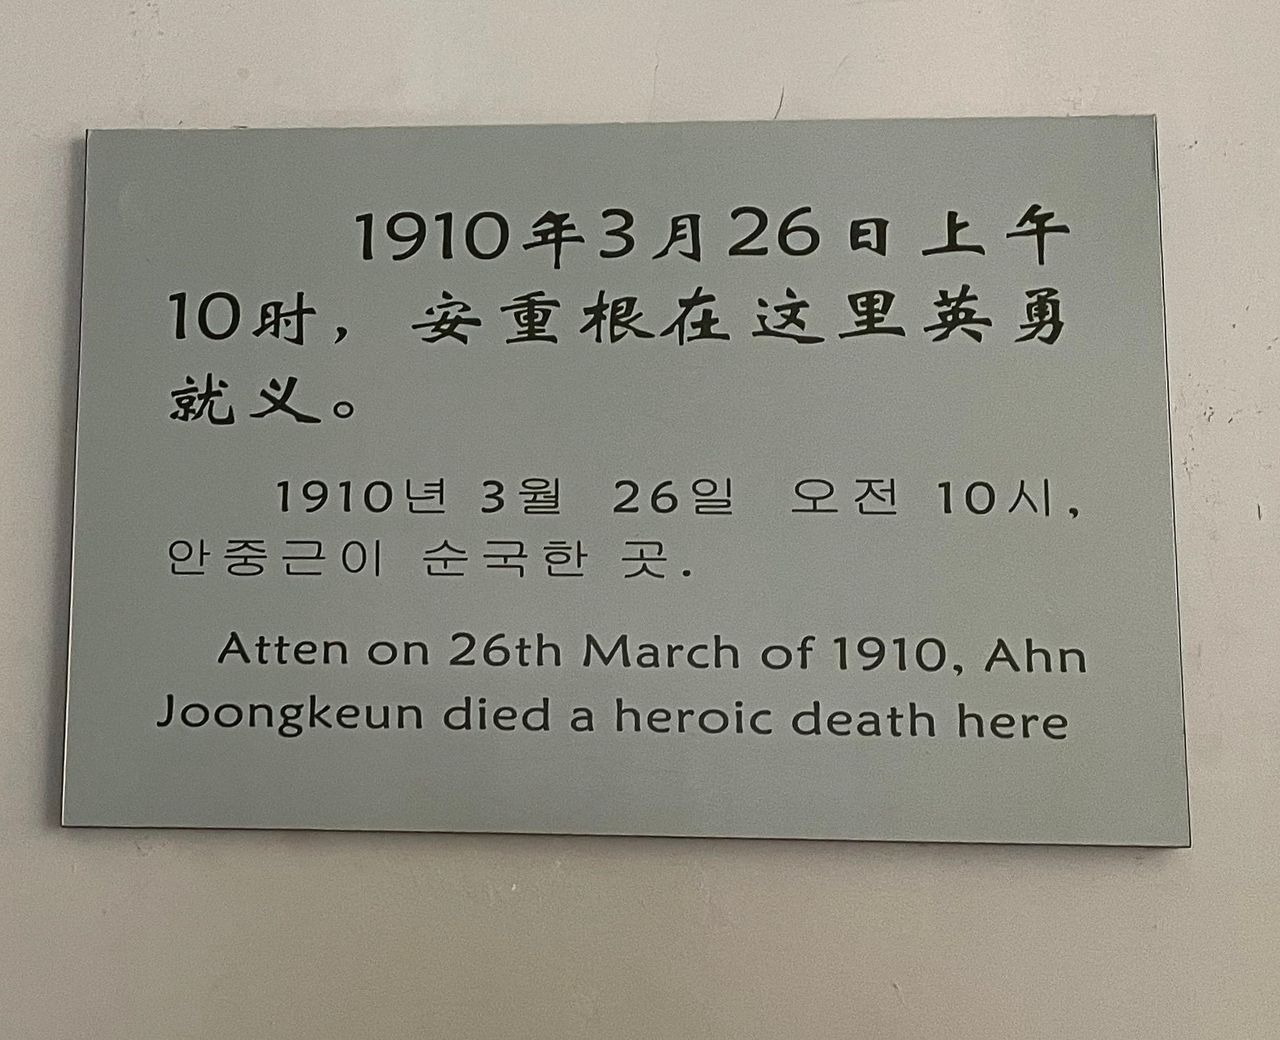 1910年3月26日上午
10时，安重根在这里英勇
就义。
1910년 3월 26일 오전 10시,
안중근이 순국한 곳.
Atten on 26th March of 1910, Ahn
Joongkeun died a heroic death here